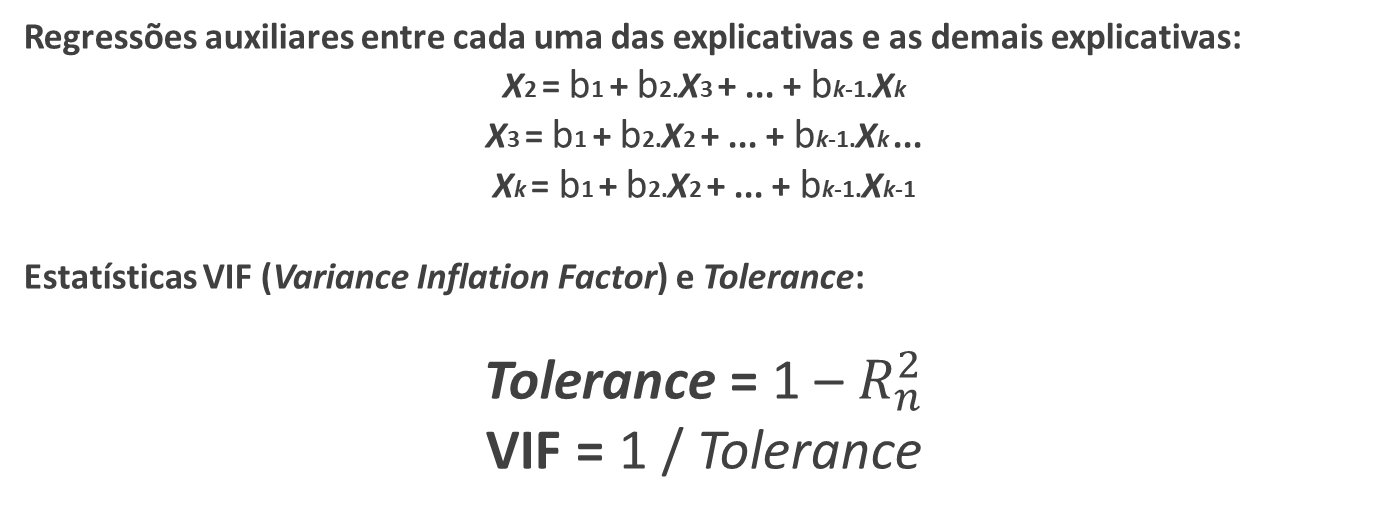 Regressões auxiliares entre cada uma das explicativas e as demais explicativas:
X2 = b1 + b2.X3 + ... + bk-1.Xk
X3 = b1 + b2.X2 + ... + bk-1.Xk ...
Xk = b1 + b2.X2 + ... + bk-1.Xk-1
Estatísticas VIF (Variance Inflation Factor) e Tolerance:
Tolerance = 1 – R²ₙ
VIF = 1 / Tolerance